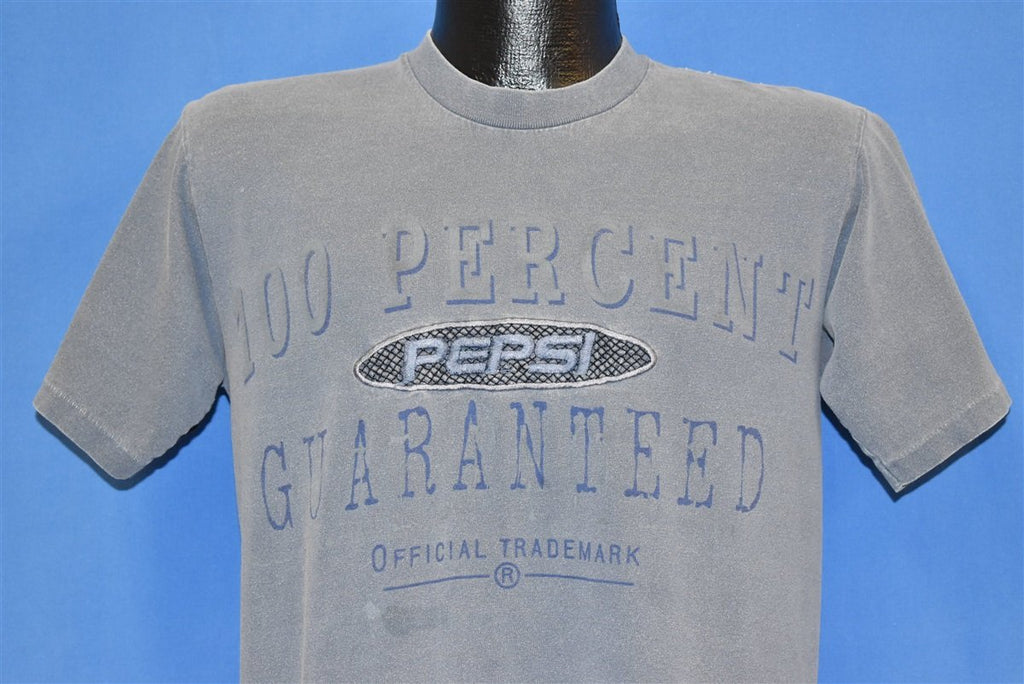 100 PERCENT
PEPSI
GUARANTEED
OFFICIAL TRADEMARK
®